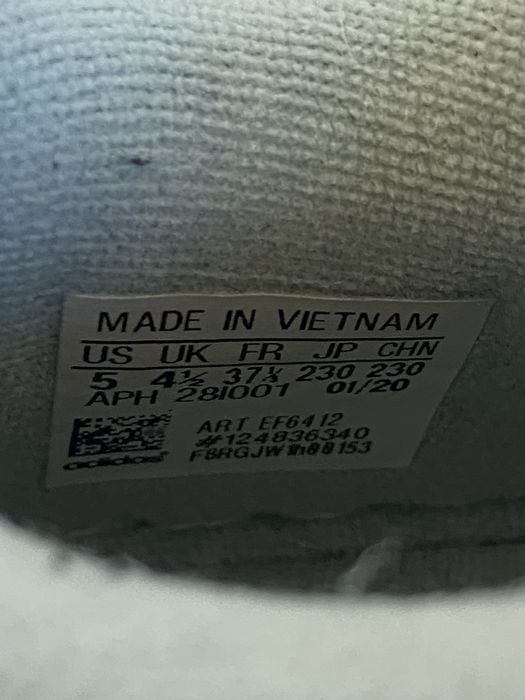 MADE IN VIETNAM
US UK FR JP CHN
5 4½ 37⅓ 230 230
APH 28I001 01/20
ART EF6412
#124836340
adidas